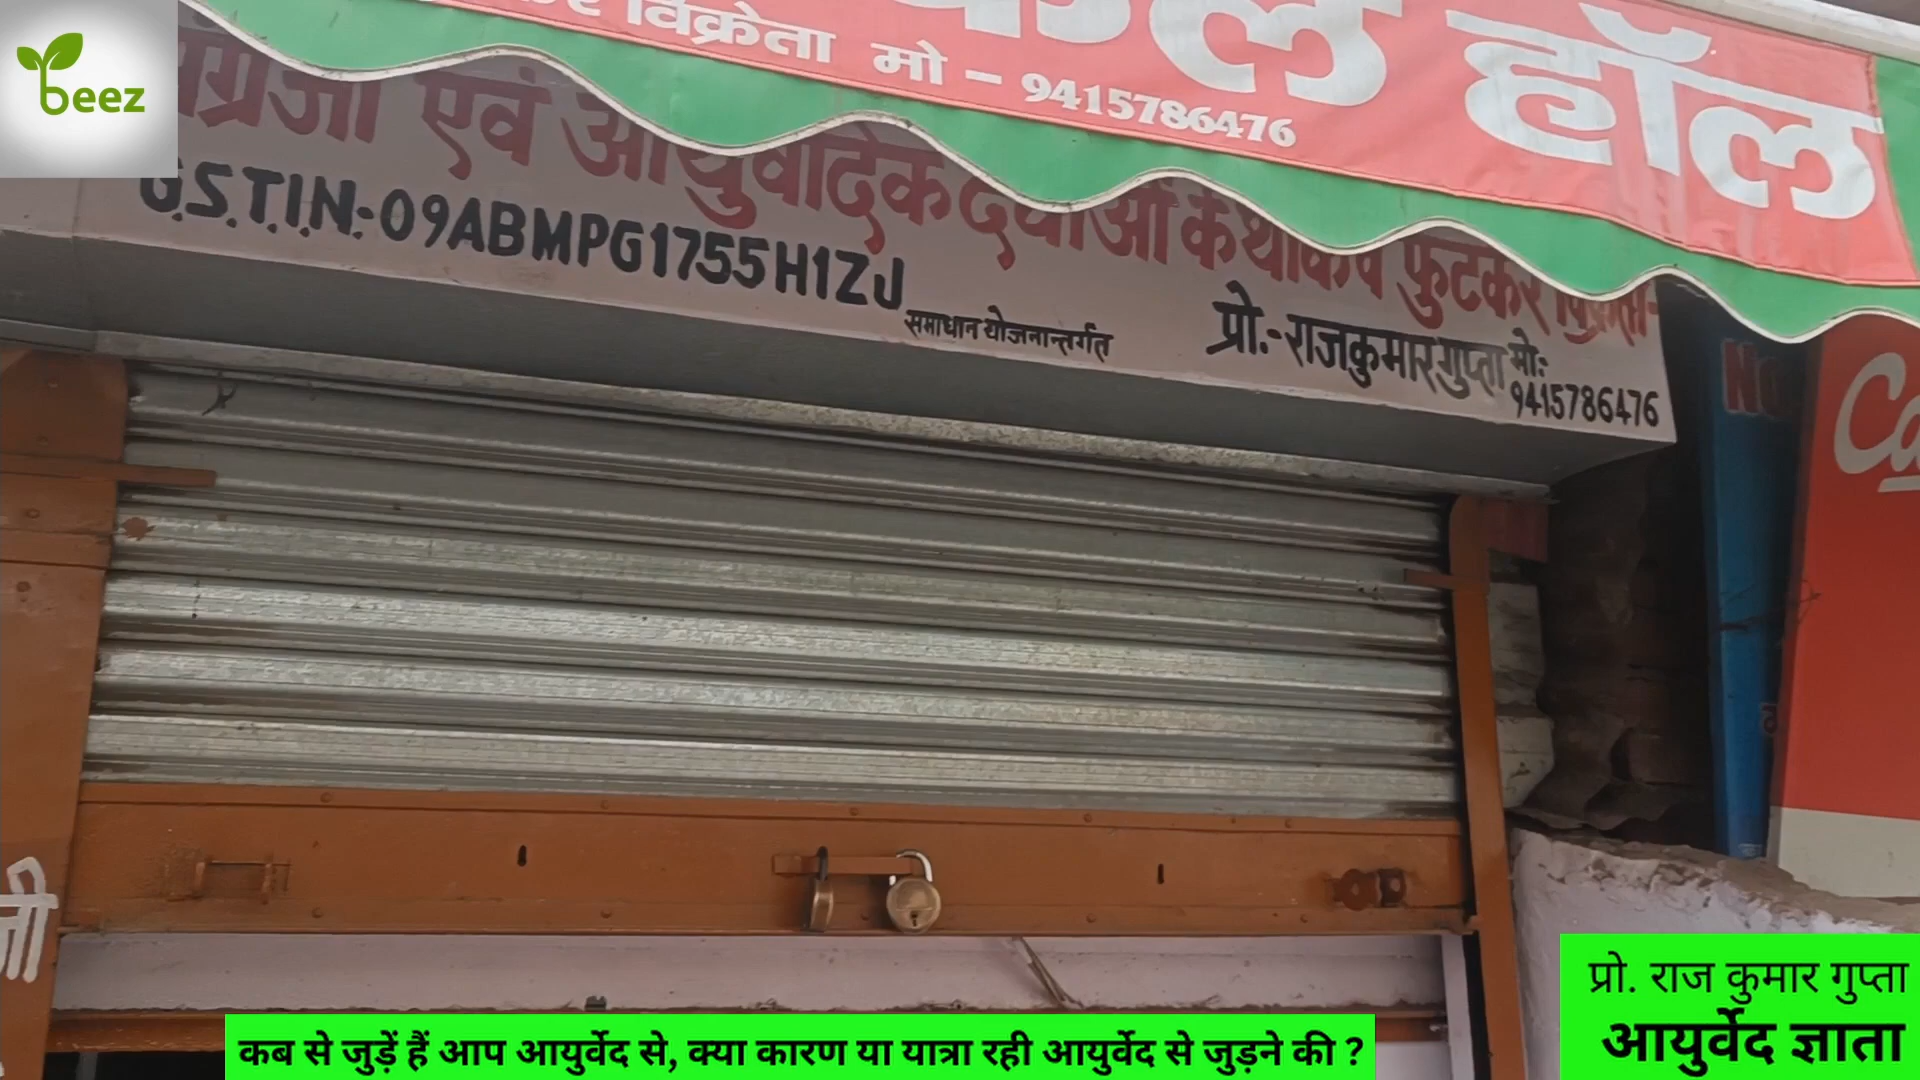 beez
विक्रेता मो – 9415786476
हॉल
एवं आयुर्वेदिक दवाओं के थोक व फुटकर विक्रेता
G.S.T.I.N:-09ABMPG1755H1ZJ
समाधान योजनान्तर्गत
प्रो.-राजकुमार गुप्ता मो:-
9415786476
प्रो. राज कुमार गुप्ता
आयुर्वेद ज्ञाता
कब से जुड़ें हैं आप आयुर्वेद से, क्या कारण या यात्रा रही आयुर्वेद से जुड़ने की ?